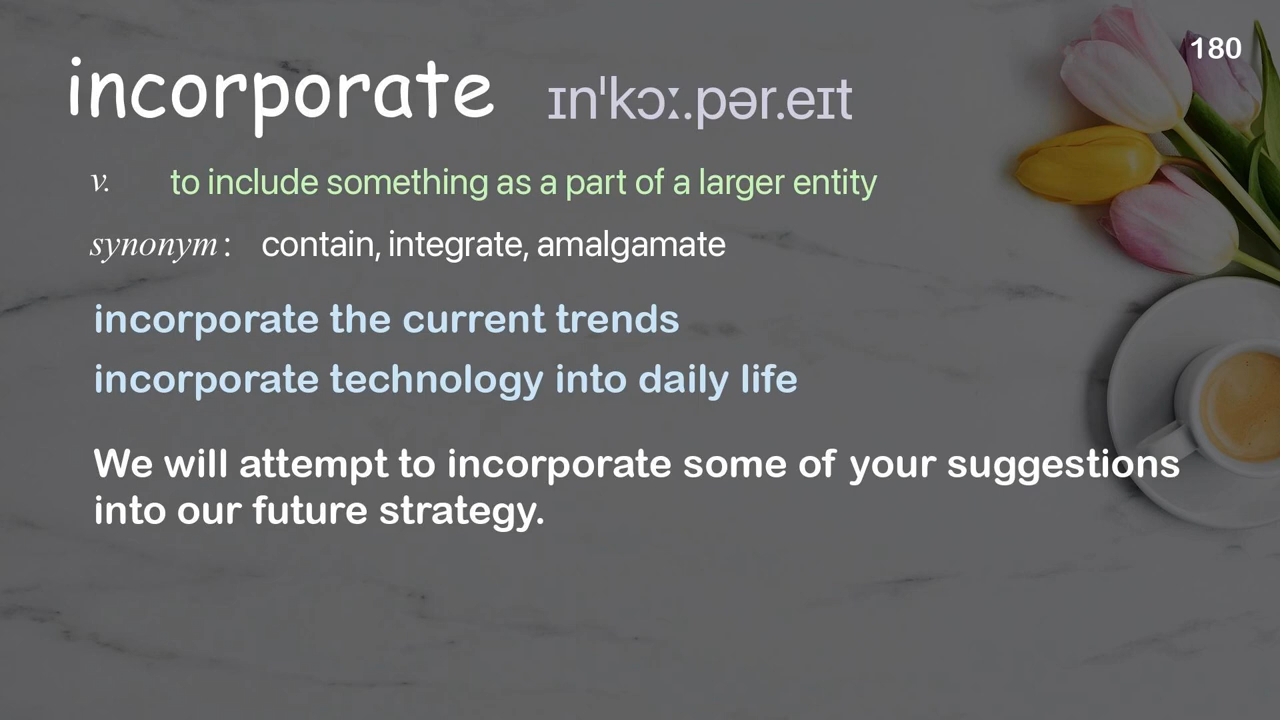 180
incorporate ɪnˈkɔː.pər.eɪt
v. to include something as a part of a larger entity
synonym: contain, integrate, amalgamate
incorporate the current trends
incorporate technology into daily life
We will attempt to incorporate some of your suggestions
into our future strategy.